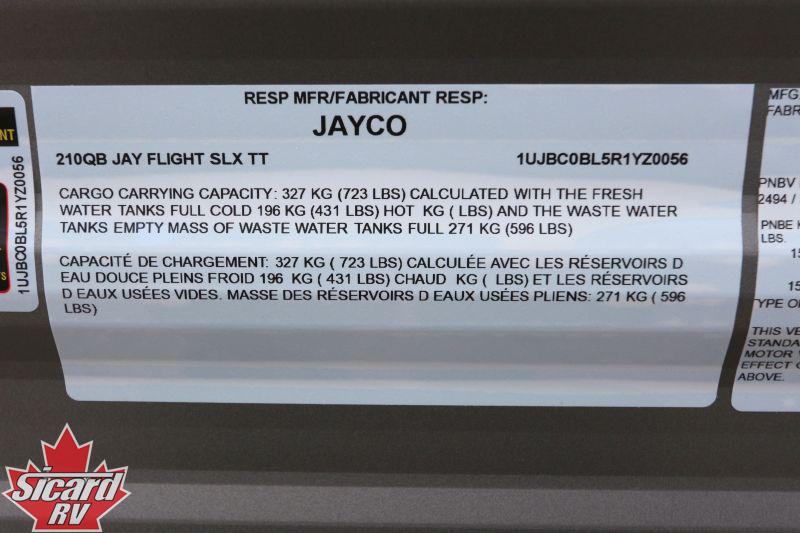 RESP MFR/FABRICANT RESP:
JAYCO
210QB JAY FLIGHT SLX TT 1UJBC0BL5R1YZ0056
CARGO CARRYING CAPACITY: 327 KG (723 LBS) CALCULATED WITH THE FRESH
WATER TANKS FULL COLD 196 KG (431 LBS) HOT KG ( LBS) AND THE WASTE WATER
TANKS EMPTY MASS OF WASTE WATER TANKS FULL 271 KG (596 LBS)
CAPACITÉ DE CHARGEMENT: 327 KG ( 723 LBS) CALCULÉE AVEC LES RÉSERVOIRS D
EAU DOUCE PLEINS FROID 196 KG ( 431 LBS) CHAUD KG ( LBS) ET LES RÉSERVOIRS
D EAUX USÉES VIDES. MASSE DES RÉSERVOIRS D EAUX USÉES PLIENS: 271 KG ( 596
LBS)
1UJBC0BL5R1YZ0056
MFG
FABR
PNBV
2494 /
PNBE
LBS.
15
15
TYPE OF
THIS VE
STANDA
MOTOR V
EFFECT O
ABOVE.
Sicard
RV